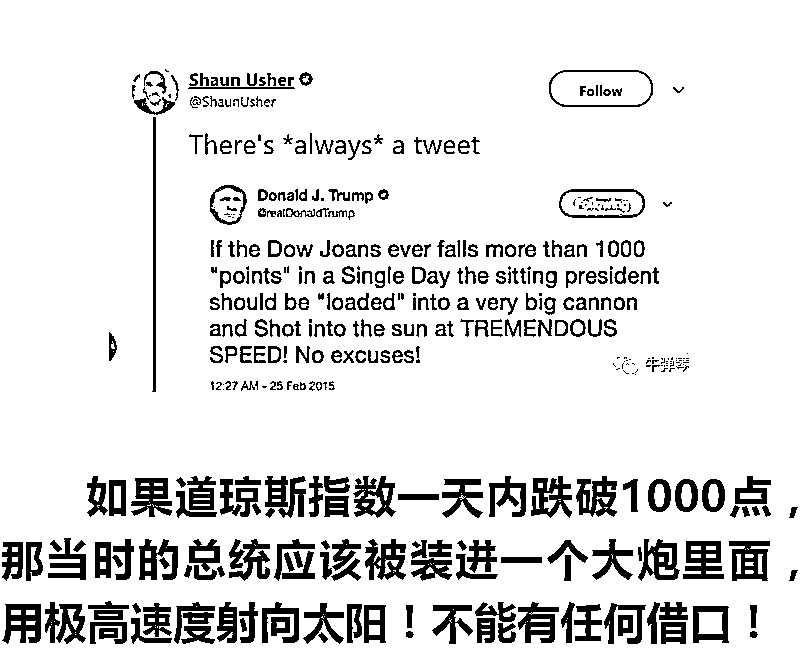 Shaun Usher
@ShaunUsher
Follow
There's *always* a tweet
Donald J. Trump
@realDonaldTrump
Following
If the Dow Joans ever falls more than 1000
"points" in a Single Day the sitting president
should be "loaded" into a very big cannon
and Shot into the sun at TREMENDOUS
SPEED! No excuses!
牛弹琴
12:27 AM - 25 Feb 2015
如果道琼斯指数一天内跌破1000点，
那当时的总统应该被装进一个大炮里面，
用极高速度射向太阳！不能有任何借口！